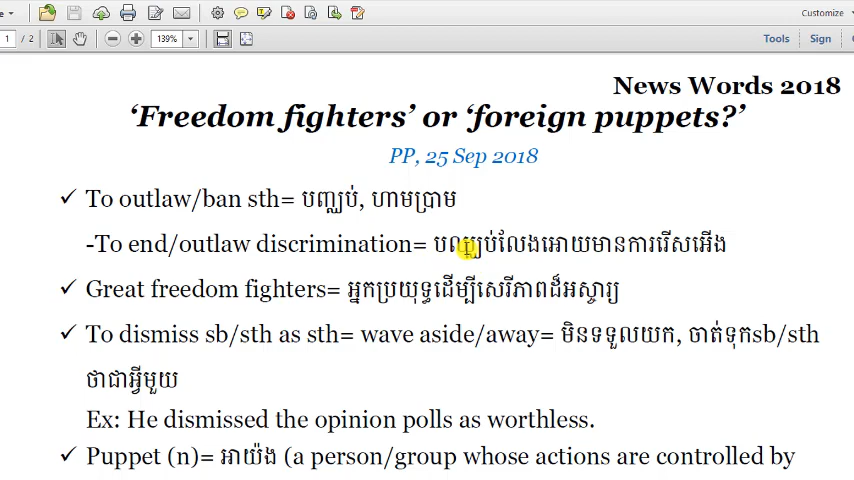 Customize
1 / 2
139%
Tools
Sign
News Words 2018
‘Freedom fighters’ or ‘foreign puppets?’
PP, 25 Sep 2018
✓ To outlaw/ban sth= បញ្ឈប់, ហាមប្រាម
-To end/outlaw discrimination= បញ្ឈប់លែងអោយមានការរើសអើង
✓ Great freedom fighters= អ្នកប្រយុទ្ធដើម្បីសេរីភាពដ៏អស្ចារ្យ
✓ To dismiss sb/sth as sth= wave aside/away= មិនទទួលយក, ចាត់ទុកsb/sth
ថាជាអ្វីមួយ
Ex: He dismissed the opinion polls as worthless.
✓ Puppet (n)= អាយ៉ង (a person/group whose actions are controlled by